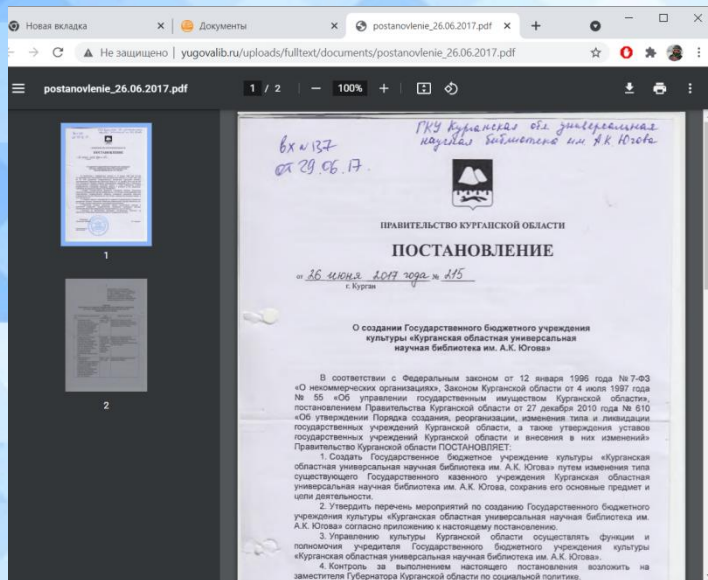 Новая вкладка
Документы
postanovlenie_26.06.2017.pdf
Не защищено | yugovalib.ru/uploads/fulltext/documents/postanovlenie_26.06.2017.pdf
postanovlenie_26.06.2017.pdf
1 / 2
100%
1
2
вх № 137
от 29.06.17.
ГКУ Курганская обл универсальная
научная библиотека им. А.К. Югова
ПРАВИТЕЛЬСТВО КУРГАНСКОЙ ОБЛАСТИ
ПОСТАНОВЛЕНИЕ
от 26 июня 2017 года № 215
г. Курган
О создании Государственного бюджетного учреждения
культуры «Курганская областная универсальная
научная библиотека им. А.К. Югова»
В соответствии с Федеральным законом от 12 января 1996 года № 7-ФЗ
«О некоммерческих организациях», Законом Курганской области от 4 июля 1997 года
№ 55 «Об управлении государственным имуществом Курганской области»,
постановлением Правительства Курганской области от 27 декабря 2010 года № 610
«Об утверждении Порядка создания, реорганизации, изменения типа и ликвидации
государственных учреждений Курганской области, а также утверждения уставов
государственных учреждений Курганской области и внесения в них изменений»
Правительство Курганской области ПОСТАНОВЛЯЕТ:
1. Создать Государственное бюджетное учреждение культуры «Курганская
областная универсальная научная библиотека им. А.К. Югова» путем изменения типа
существующего Государственного казенного учреждения Курганская областная
универсальная научная библиотека им. А.К. Югова, сохранив его основные предмет и
цели деятельности.
2. Утвердить перечень мероприятий по созданию Государственного бюджетного
учреждения культуры «Курганская областная универсальная научная библиотека им.
А.К. Югова» согласно приложению к настоящему постановлению.
3. Управлению культуры Курганской области осуществлять функции и
полномочия учредителя Государственного бюджетного учреждения культуры
«Курганская областная универсальная научная библиотека им. А.К. Югова».
4. Контроль за выполнением настоящего постановления возложить на
заместителя Губернатора Курганской области по социальной политике.